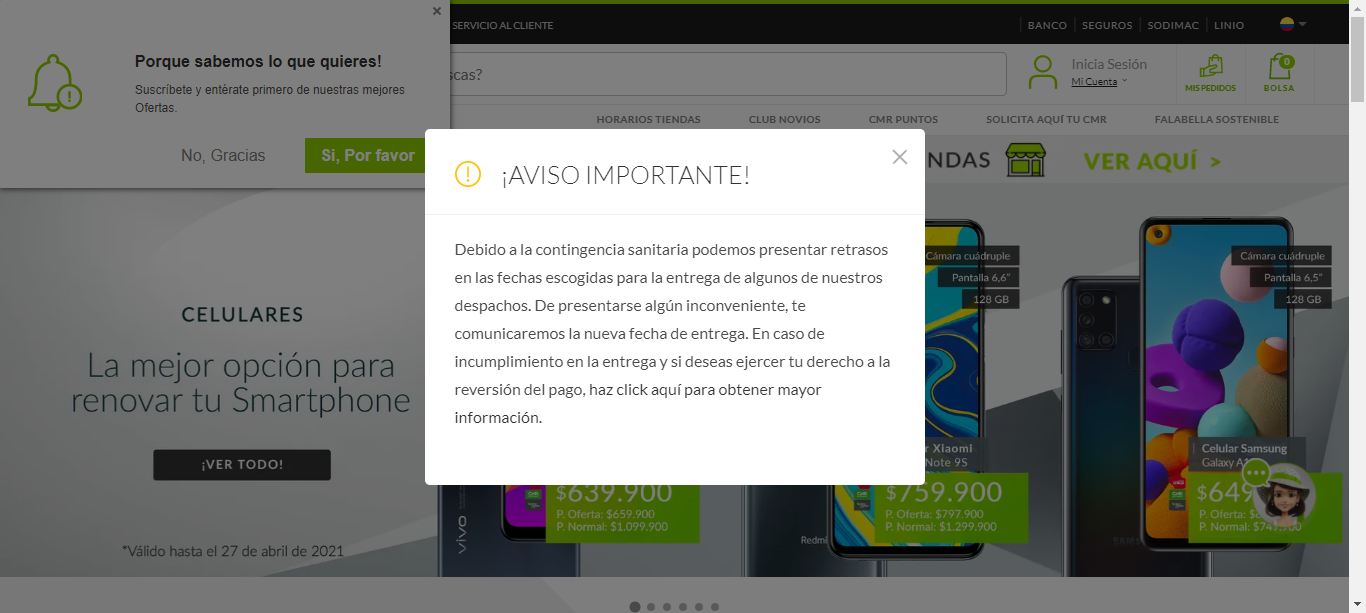 SERVICIO AL CLIENTE
BANCO
SEGUROS
SODIMAC
LINIO
Porque sabemos lo que quieres!
Suscríbete y entérate primero de nuestras mejores
Ofertas.
No, Gracias
Si, Por favor
scas?
Inicia Sesión
Mi Cuenta
MIS PEDIDOS
0
BOLSA
HORARIOS TIENDAS
CLUB NOVIOS
CMR PUNTOS
SOLICITA AQUÍ TU CMR
FALABELLA SOSTENIBLE
NDAS
VER AQUÍ >
¡AVISO IMPORTANTE!
Debido a la contingencia sanitaria podemos presentar retrasos
en las fechas escogidas para la entrega de algunos de nuestros
despachos. De presentarse algún inconveniente, te
comunicaremos la nueva fecha de entrega. En caso de
incumplimiento en la entrega y si deseas ejercer tu derecho a la
reversión del pago, haz click aquí para obtener mayor
información.
CELULARES
La mejor opción para
renovar tu Smartphone
¡VER TODO!
*Válido hasta el 27 de abril de 2021
vivo
$639.900
P. Oferta: $659.900
P. Normal: $1.099.900
Cámara cuádruple
Pantalla 6,6"
128 GB
r Xiaomi
Note 9S
$759.900
P. Oferta: $797.900
P. Normal: $1.299.900
Redmi
Cámara cuádruple
Pantalla 6,5"
128 GB
Celular Samsung
Galaxy A
$649
P. Oferta:
P. Normal: $74
SAMSUNG